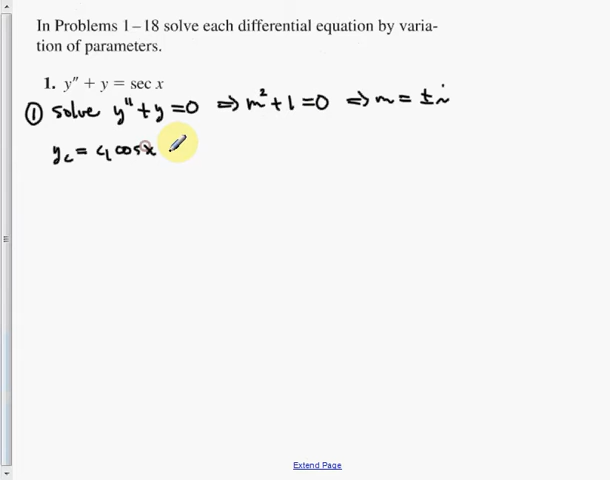 In Problems 1–18 solve each differential equation by varia-
tion of parameters.
1. y″ + y = sec x
① solve y″ + y = 0 ⇒ m² + 1 = 0 ⇒ m = ± i
y_c = c₁ cos x
Extend Page